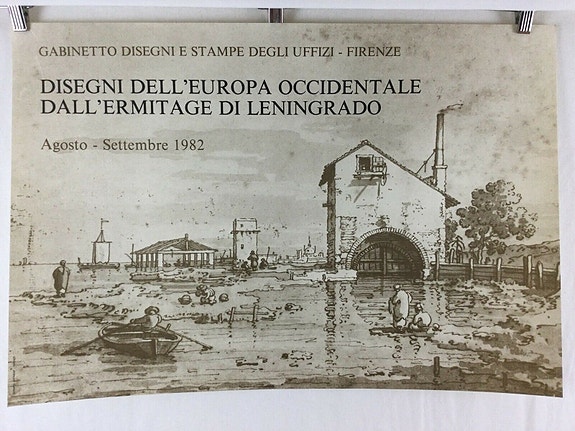 GABINETTO DISEGNI E STAMPE DEGLI UFFIZI - FIRENZE
DISEGNI DELL'EUROPA OCCIDENTALE
DALL'ERMITAGE DI LENINGRADO
Agosto - Settembre 1982